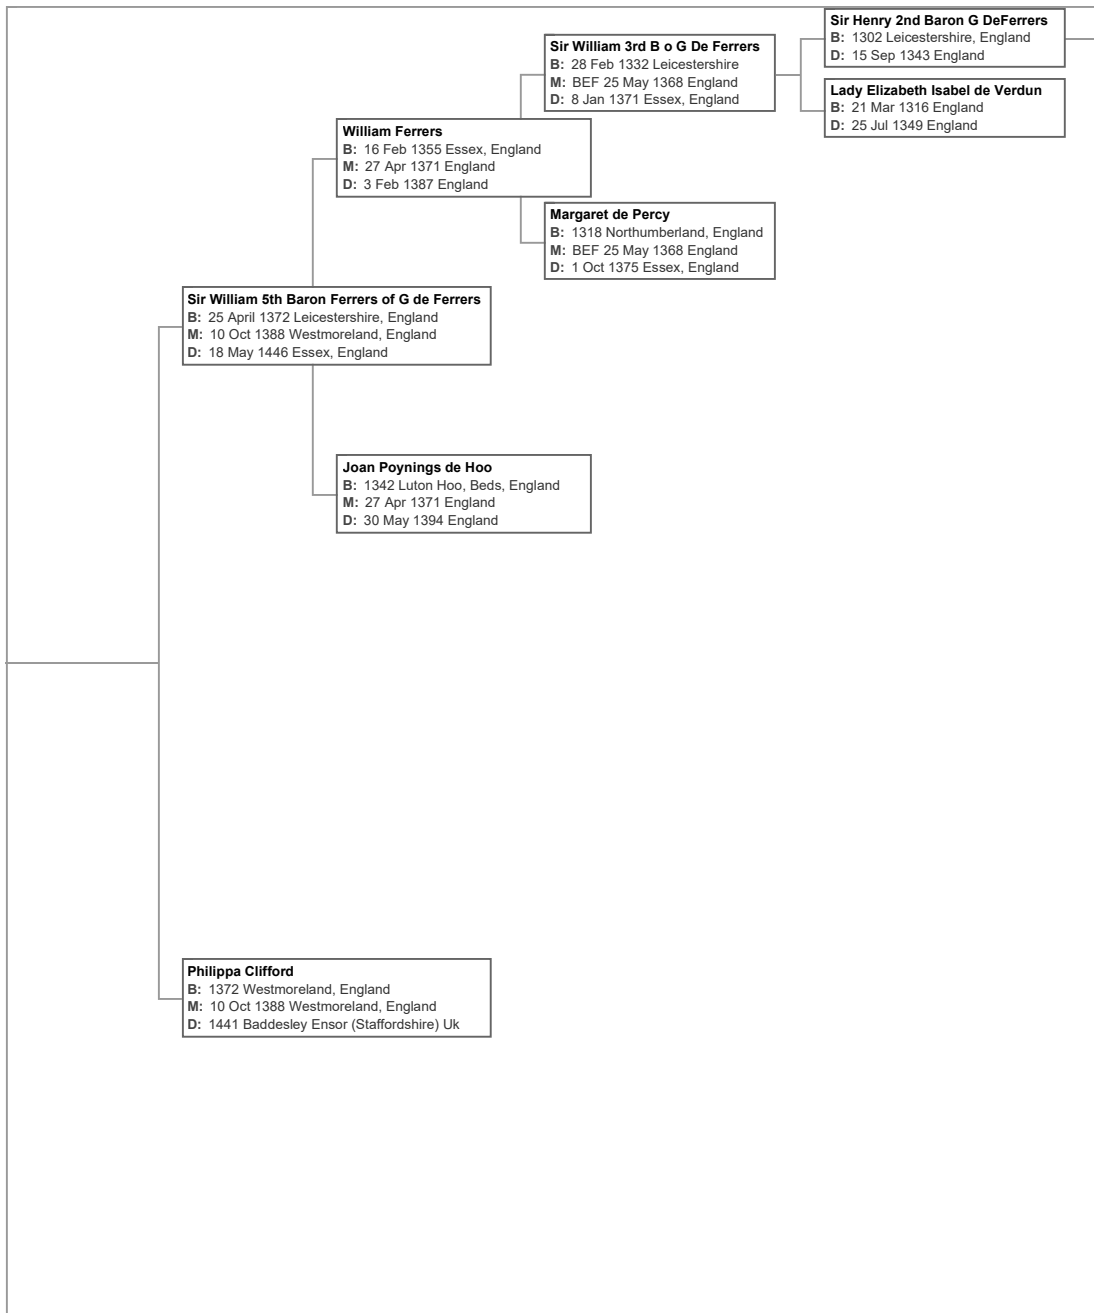 Sir Henry 2nd Baron G DeFerrers
B: 1302 Leicestershire, England
D: 15 Sep 1343 England
Sir William 3rd B o G De Ferrers
B: 28 Feb 1332 Leicestershire
M: BEF 25 May 1368 England
D: 8 Jan 1371 Essex, England
Lady Elizabeth Isabel de Verdun
B: 21 Mar 1316 England
D: 25 Jul 1349 England
William Ferrers
B: 16 Feb 1355 Essex, England
M: 27 Apr 1371 England
D: 3 Feb 1387 England
Margaret de Percy
B: 1318 Northumberland, England
M: BEF 25 May 1368 England
D: 1 Oct 1375 Essex, England
Sir William 5th Baron Ferrers of G de Ferrers
B: 25 April 1372 Leicestershire, England
M: 10 Oct 1388 Westmoreland, England
D: 18 May 1446 Essex, England
Joan Poynings de Hoo
B: 1342 Luton Hoo, Beds, England
M: 27 Apr 1371 England
D: 30 May 1394 England
Philippa Clifford
B: 1372 Westmoreland, England
M: 10 Oct 1388 Westmoreland, England
D: 1441 Baddesley Ensor (Staffordshire) Uk